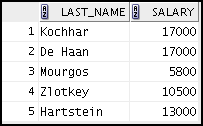 LAST_NAME SALARY
1 Kochhar 17000
2 De Haan 17000
3 Mourgos 5800
4 Zlotkey 10500
5 Hartstein 13000